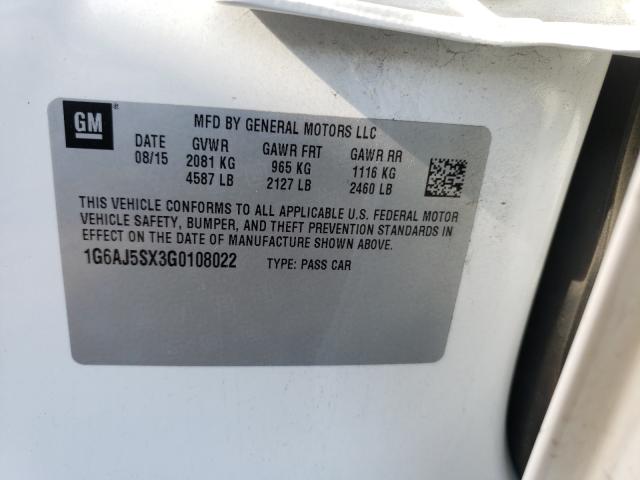 GM®
MFD BY GENERAL MOTORS LLC
DATE GVWR GAWR FRT GAWR RR
08/15 2081 KG 965 KG 1116 KG
4587 LB 2127 LB 2460 LB
THIS VEHICLE CONFORMS TO ALL APPLICABLE U.S. FEDERAL MOTOR
VEHICLE SAFETY, BUMPER, AND THEFT PREVENTION STANDARDS IN
EFFECT ON THE DATE OF MANUFACTURE SHOWN ABOVE.
1G6AJ5SX3G0108022 TYPE: PASS CAR